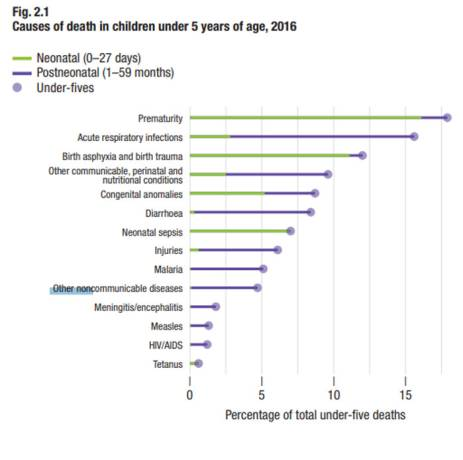 Fig. 2.1
Causes of death in children under 5 years of age, 2016
Neonatal (0–27 days)
Postneonatal (1–59 months)
Under-fives
Prematurity
Acute respiratory infections
Birth asphyxia and birth trauma
Other communicable, perinatal and
nutritional conditions
Congenital anomalies
Diarrhoea
Neonatal sepsis
Injuries
Malaria
Other noncommunicable diseases
Meningitis/encephalitis
Measles
HIV/AIDS
Tetanus
0 5 10 15
Percentage of total under-five deaths